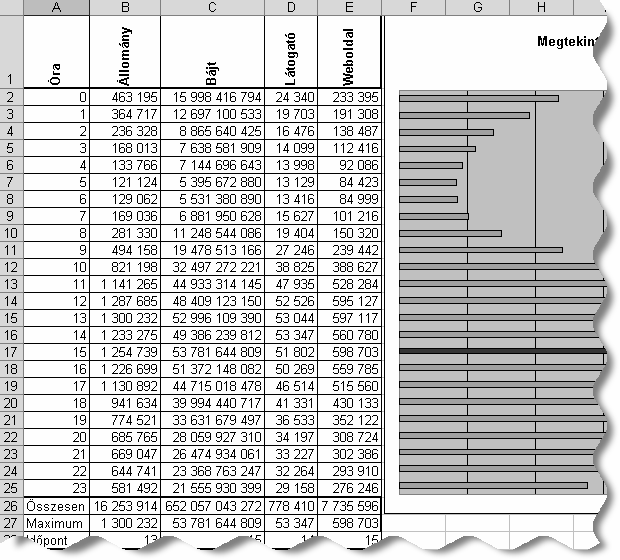 A B C D E F G H
1 Óra Állomány Bájt Látogató Weboldal
2 0 463 195 15 998 416 794 24 340 233 395
3 1 364 717 12 697 100 533 19 703 191 308
4 2 236 328 8 865 640 425 16 476 138 487
5 3 168 013 7 638 581 909 14 099 112 416
6 4 133 766 7 144 696 643 13 998 92 086
7 5 121 124 5 395 672 880 13 129 84 423
8 6 129 062 5 531 380 890 13 416 84 999
9 7 169 036 6 881 950 628 15 627 101 216
10 8 281 330 11 248 544 086 19 404 150 320
11 9 494 158 19 478 513 166 27 246 239 442
12 10 821 198 32 497 272 221 38 825 388 627
13 11 1 141 265 44 933 314 145 47 935 528 284
14 12 1 287 685 48 409 123 150 52 526 595 127
15 13 1 300 232 52 996 109 390 53 044 597 117
16 14 1 233 275 49 386 239 812 53 347 560 780
17 15 1 254 739 53 781 644 809 51 802 598 703
18 16 1 226 699 51 372 148 082 50 269 559 785
19 17 1 130 892 44 715 018 478 46 514 515 560
20 18 941 634 39 994 440 717 41 331 430 133
21 19 774 521 33 631 679 497 36 533 352 122
22 20 685 765 28 059 927 310 34 197 308 724
23 21 669 047 26 474 934 061 33 227 302 386
24 22 644 741 23 368 763 247 32 264 293 910
25 23 581 492 21 555 930 399 29 158 276 246
26 Összesen 16 253 914 652 057 043 272 778 410 7 735 596
27 Maximum 1 300 232 53 781 644 809 53 347 598 703
Időpont 13 15 14 15